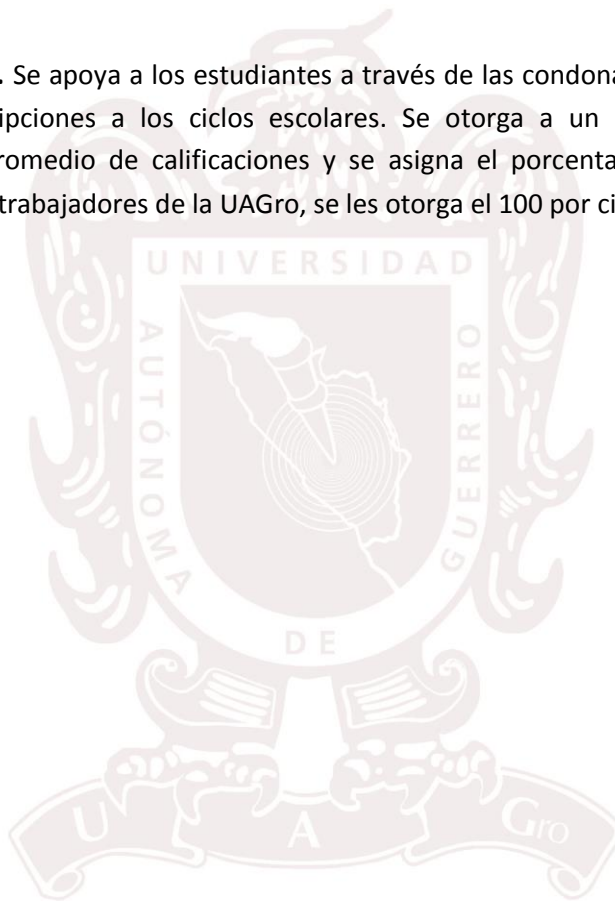 . Se apoya a los estudiantes a través de las condona
ipciones a los ciclos escolares. Se otorga a un
romedio de calificaciones y se asigna el porcenta
trabajadores de la UAGro, se les otorga el 100 por ci
UNIVERSIDAD
AUTÓNOMA
DE
GUERRERO
U A Gro